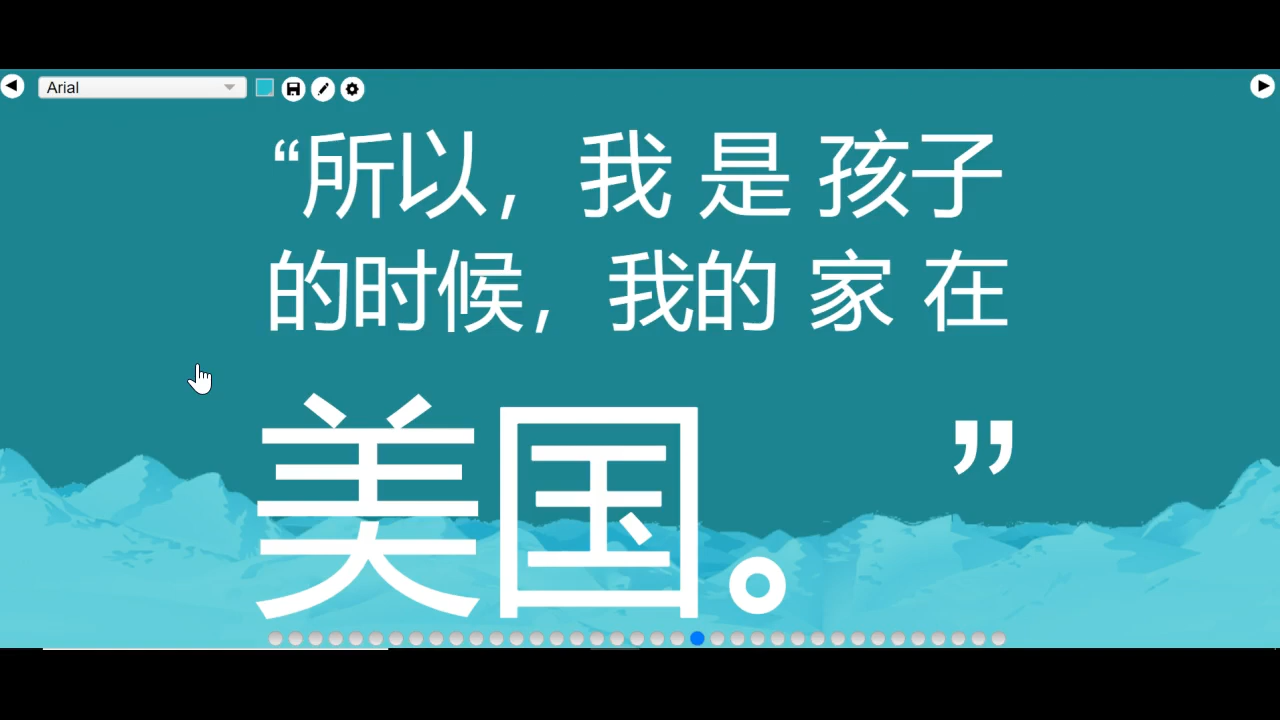 Arial
“所以，我 是 孩子
的时候，我的 家 在
美国。 ”